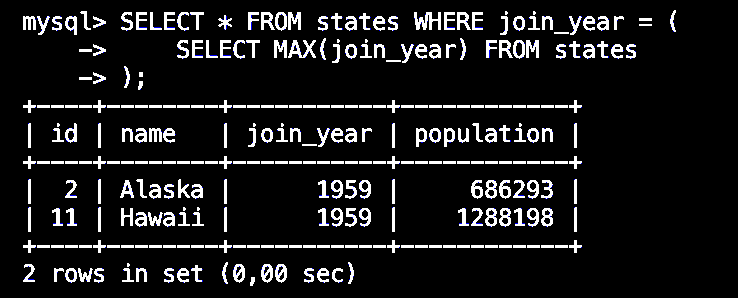 mysql> SELECT * FROM states WHERE join_year = (
    ->     SELECT MAX(join_year) FROM states
    -> );
+----+--------+-----------+------------+
| id | name   | join_year | population |
+----+--------+-----------+------------+
|  2 | Alaska |      1959 |     686293 |
| 11 | Hawaii |      1959 |    1288198 |
+----+--------+-----------+------------+
2 rows in set (0,00 sec)